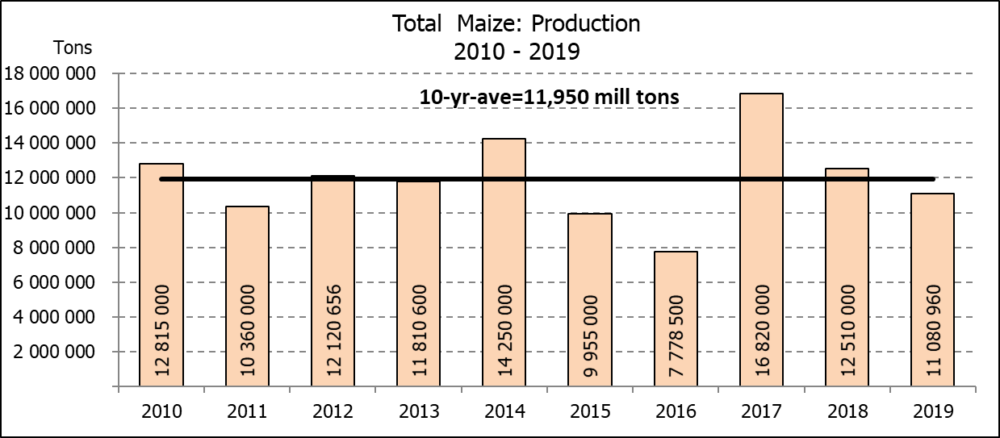 Total Maize: Production
2010 - 2019
Tons
18 000 000
16 000 000
14 000 000
12 000 000
10 000 000
8 000 000
6 000 000
4 000 000
2 000 000
10-yr-ave=11,950 mill tons
12 815 000
10 360 000
12 120 656
11 810 600
14 250 000
9 955 000
7 778 500
16 820 000
12 510 000
11 080 960
2010 2011 2012 2013 2014 2015 2016 2017 2018 2019